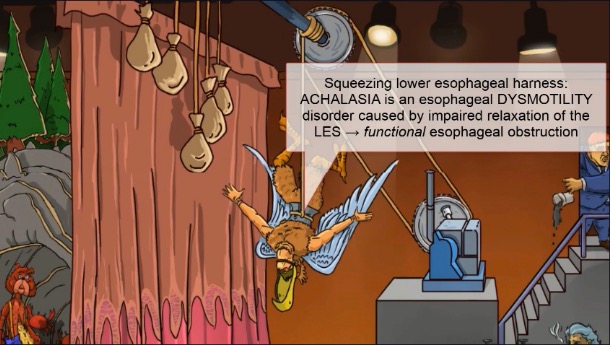 Squeezing lower esophageal harness:
ACHALASIA is an esophageal DYSMOTILITY
disorder caused by impaired relaxation of the
LES → functional esophageal obstruction